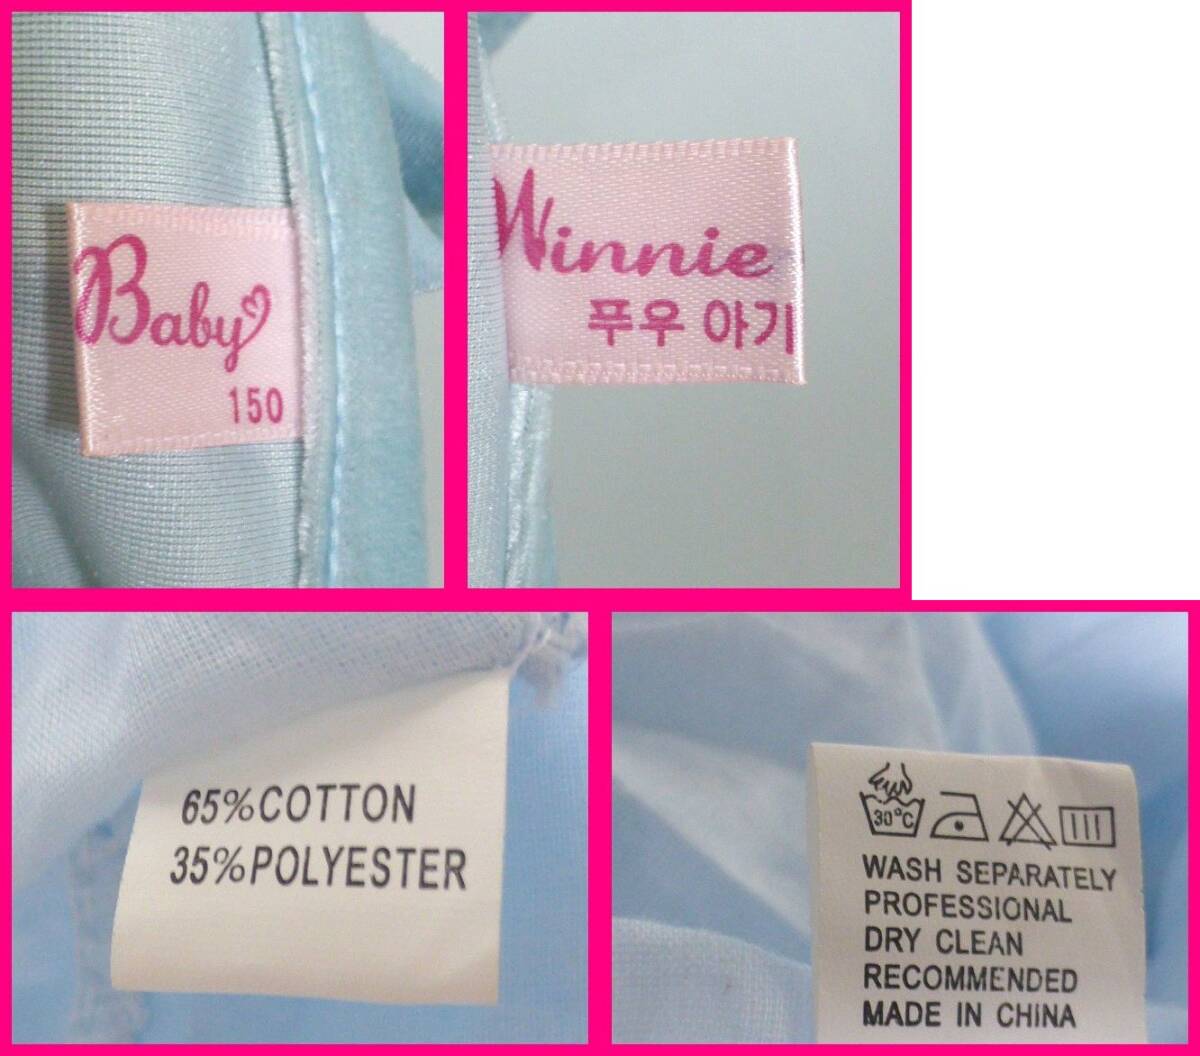 Baby
150
Winnie
푸우 아기
65%COTTON
35%POLYESTER
30°C
WASH SEPARATELY
PROFESSIONAL
DRY CLEAN
RECOMMENDED
MADE IN CHINA